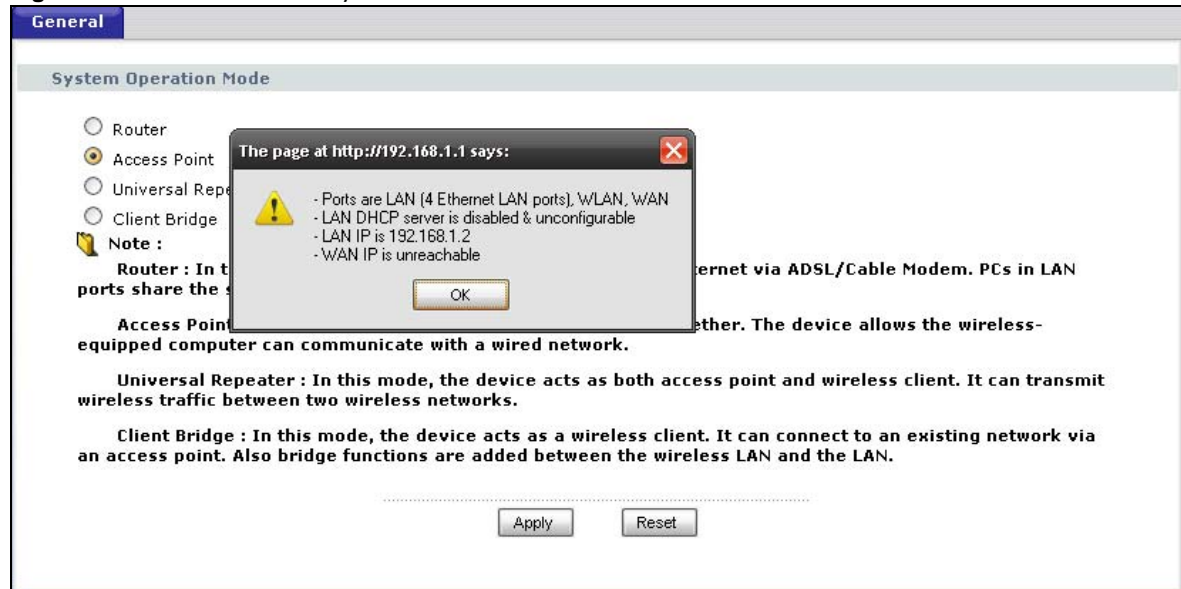 General
System Operation Mode
Router
Access Point
Universal Repe
Client Bridge
The page at http://192.168.1.1 says:
- Ports are LAN (4 Ethernet LAN ports), WLAN, WAN
- LAN DHCP server is disabled & unconfigurable
- LAN IP is 192.168.1.2
- WAN IP is unreachable
OK
Note :
Router : In t ernet via ADSL/Cable Modem. PCs in LAN
ports share the
Access Point ether. The device allows the wireless-
equipped computer can communicate with a wired network.
Universal Repeater : In this mode, the device acts as both access point and wireless client. It can transmit
wireless traffic between two wireless networks.
Client Bridge : In this mode, the device acts as a wireless client. It can connect to an existing network via
an access point. Also bridge functions are added between the wireless LAN and the LAN.
Apply
Reset